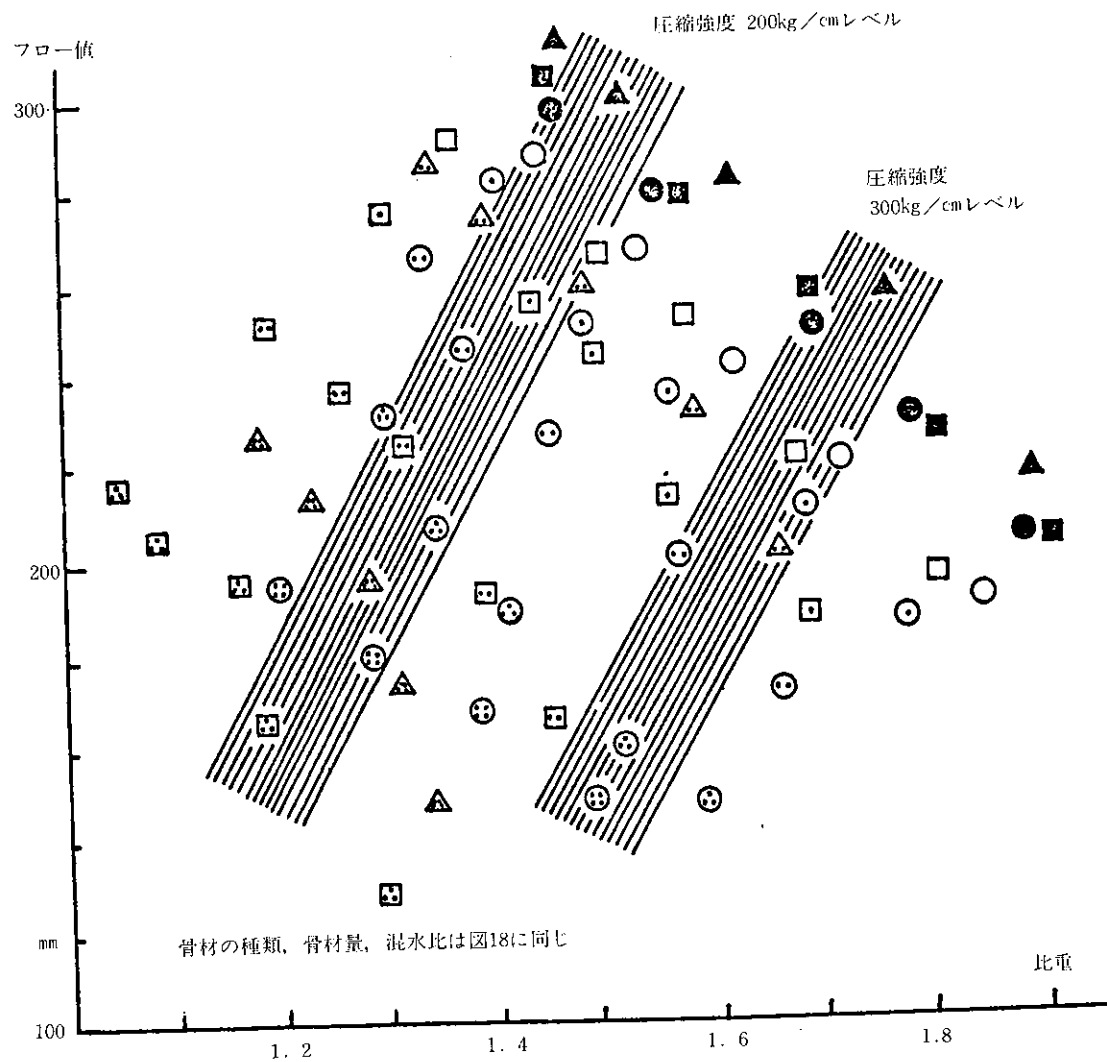 圧縮強度 200kg/cmレベル
フロー値
300
圧縮強度
300kg/cmレベル
200
mm
骨材の種類, 骨材量, 混水比は図18に同じ
比重
100
1.2
1.4
1.6
1.8